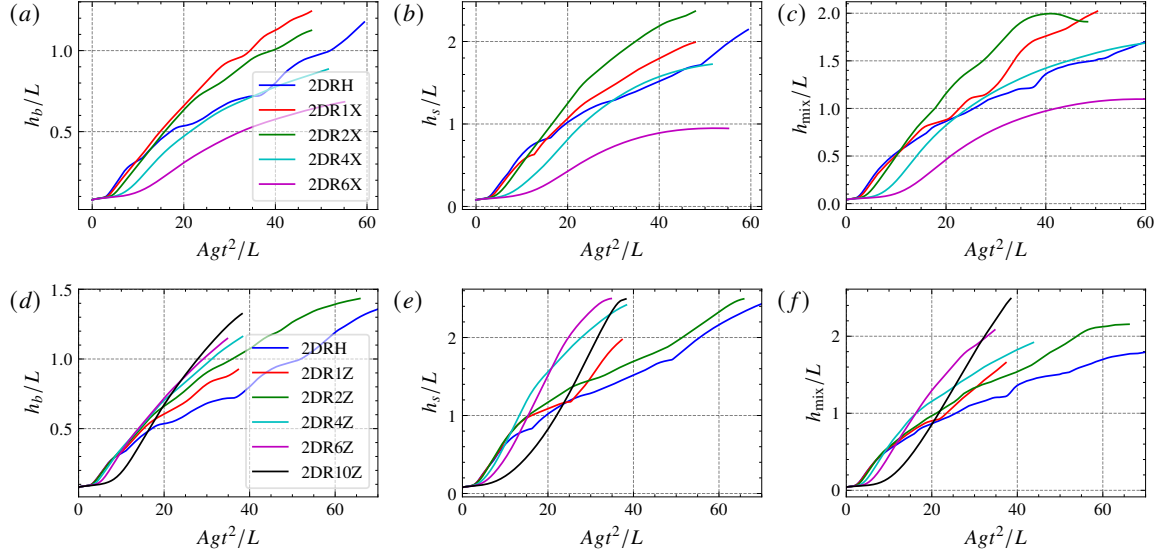 (a)
h_b/L
1.0
0.5
0 20 40 60
Agt²/L
2DRH
2DR1X
2DR2X
2DR4X
2DR6X
(b)
h_s/L
2
1
0
0 20 40 60
Agt²/L
(c)
h_mix/L
2.0
1.5
1.0
0.5
0.0
0 20 40 60
Agt²/L
(d)
h_b/L
1.5
1.0
0.5
0 20 40 60
Agt²/L
2DRH
2DR1Z
2DR2Z
2DR4Z
2DR6Z
2DR10Z
(e)
h_s/L
2
1
0
0 20 40 60
Agt²/L
(f)
h_mix/L
2
1
0
0 20 40 60
Agt²/L